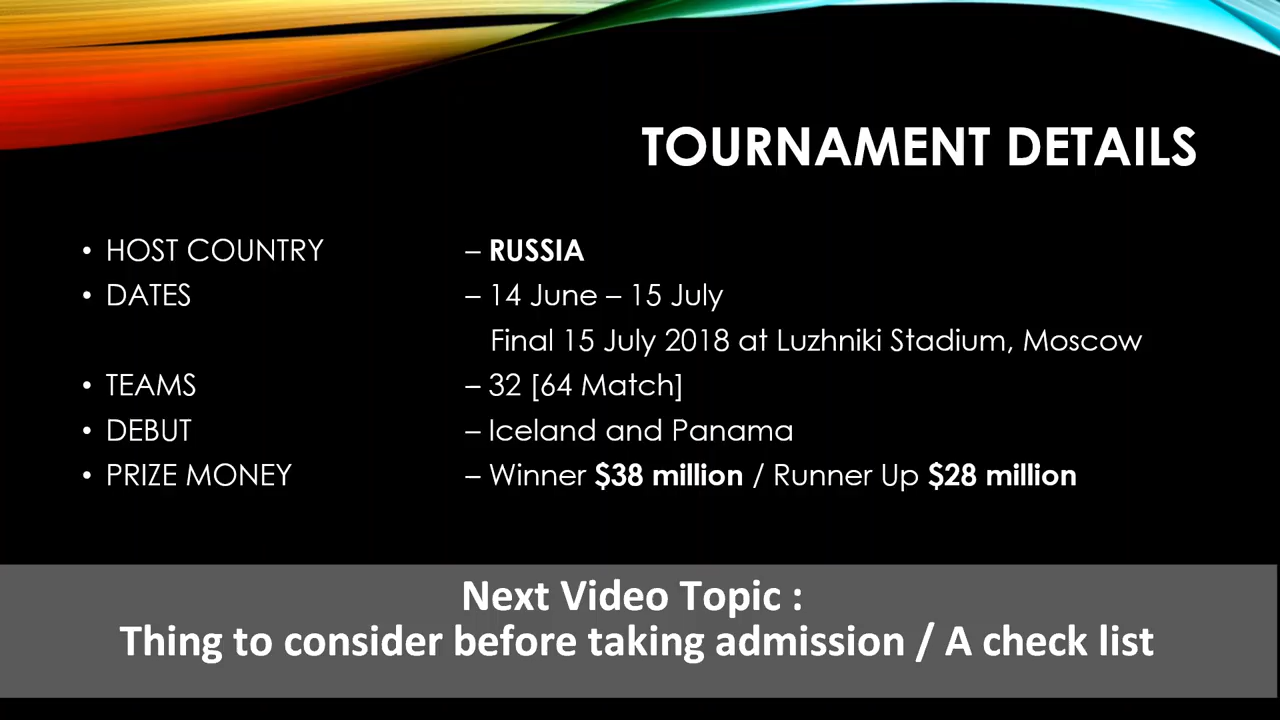 TOURNAMENT DETAILS
• HOST COUNTRY – RUSSIA
• DATES – 14 June – 15 July
Final 15 July 2018 at Luzhniki Stadium, Moscow
• TEAMS – 32 [64 Match]
• DEBUT – Iceland and Panama
• PRIZE MONEY – Winner $38 million / Runner Up $28 million
Next Video Topic :
Thing to consider before taking admission / A check list